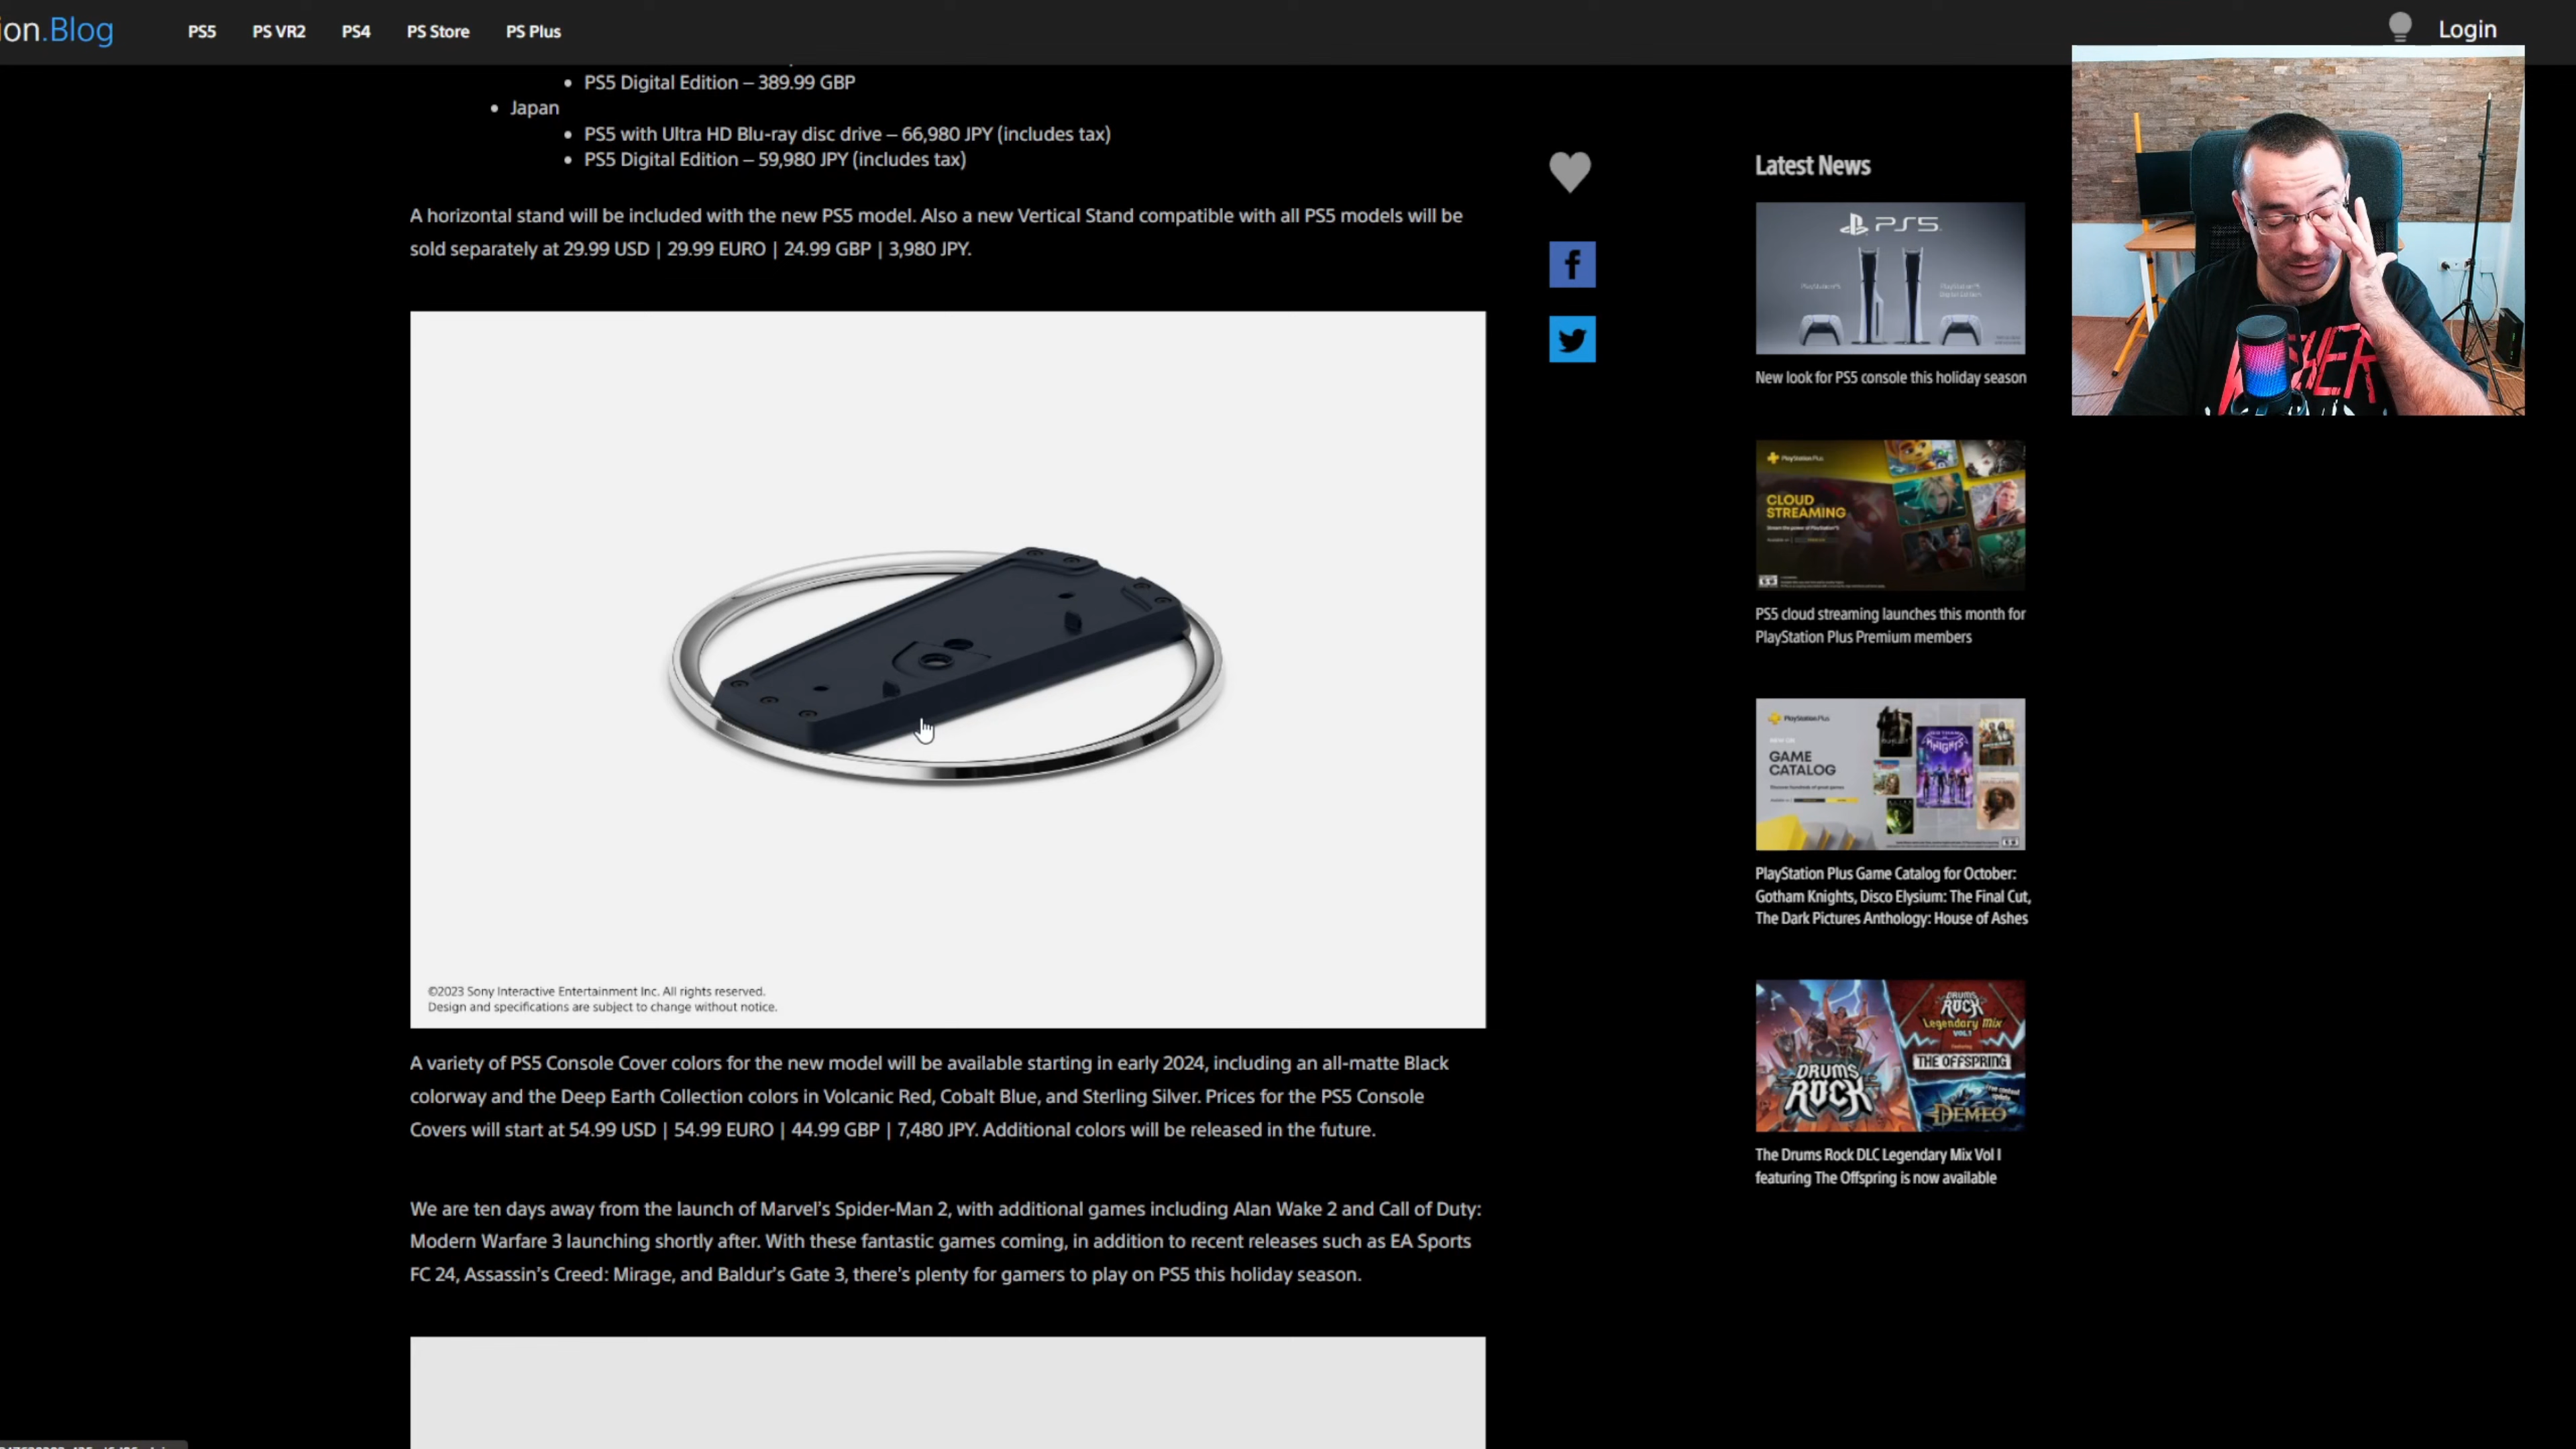 ion.Blog
PS5
PS VR2
PS4
PS Store
PS Plus
Login
• PS5 Digital Edition – 389.99 GBP
• Japan
• PS5 with Ultra HD Blu-ray disc drive – 66,980 JPY (includes tax)
• PS5 Digital Edition – 59,980 JPY (includes tax)
A horizontal stand will be included with the new PS5 model. Also a new Vertical Stand compatible with all PS5 models will be
sold separately at 29.99 USD | 29.99 EURO | 24.99 GBP | 3,980 JPY.
©2023 Sony Interactive Entertainment Inc. All rights reserved.
Design and specifications are subject to change without notice.
A variety of PS5 Console Cover colors for the new model will be available starting in early 2024, including an all-matte Black
colorway and the Deep Earth Collection colors in Volcanic Red, Cobalt Blue, and Sterling Silver. Prices for the PS5 Console
Covers will start at 54.99 USD | 54.99 EURO | 44.99 GBP | 7,480 JPY. Additional colors will be released in the future.
We are ten days away from the launch of Marvel's Spider-Man 2, with additional games including Alan Wake 2 and Call of Duty:
Modern Warfare 3 launching shortly after. With these fantastic games coming, in addition to recent releases such as EA Sports
FC 24, Assassin's Creed: Mirage, and Baldur's Gate 3, there's plenty for gamers to play on PS5 this holiday season.
Latest News
PS5
New look for PS5 console this holiday season
PlayStation Plus
CLOUD
STREAMING
PS5 cloud streaming launches this month for
PlayStation Plus Premium members
PlayStation Plus
GAME
CATALOG
KNIGHTS
PlayStation Plus Game Catalog for October:
Gotham Knights, Disco Elysium: The Final Cut,
The Dark Pictures Anthology: House of Ashes
DRUMS
ROCK
DRUMS
ROCK
Legendary Mix
VOL.1
THE OFFSPRING
DEMEO
The Drums Rock DLC Legendary Mix Vol I
featuring The Offspring is now available